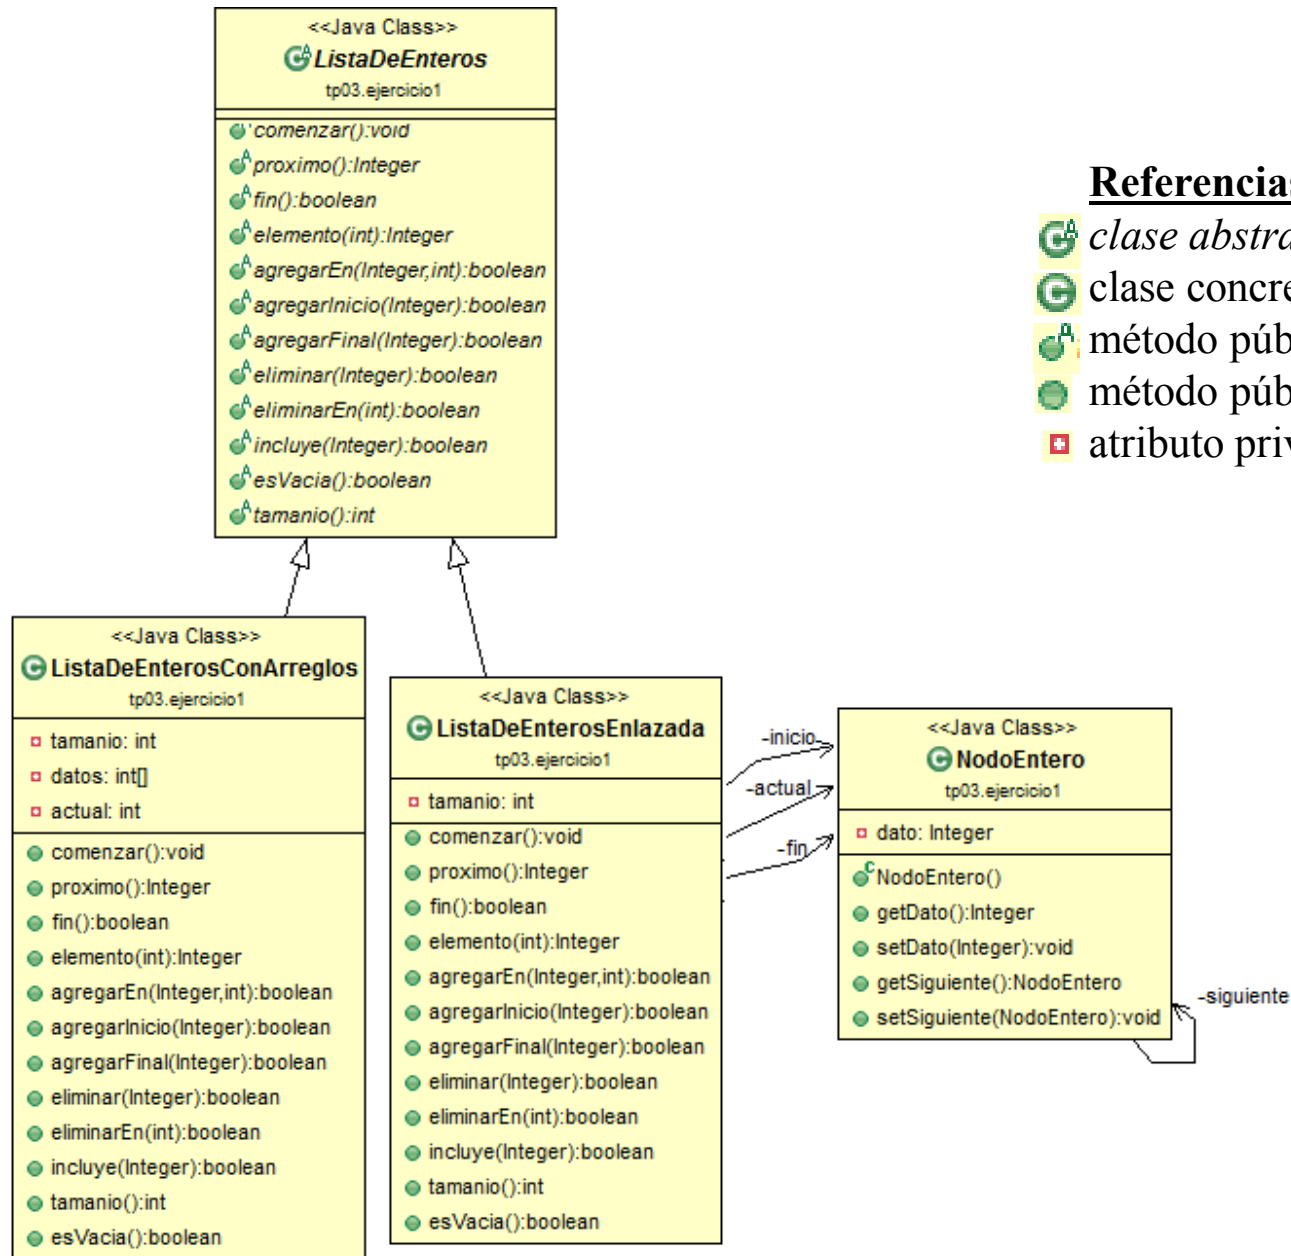 <<Java Class>>
ListaDeEnteros
tp03.ejercicio1
comenzar():void
proximo():Integer
fin():boolean
elemento(int):Integer
agregarEn(Integer,int):boolean
agregarInicio(Integer):boolean
agregarFinal(Integer):boolean
eliminar(Integer):boolean
eliminarEn(int):boolean
incluye(Integer):boolean
esVacia():boolean
tamanio():int
Referencias
clase abstra
clase concre
método púb
método púb
atributo priv
<<Java Class>>
ListaDeEnterosConArreglos
tp03.ejercicio1
tamanio: int
datos: int[]
actual: int
comenzar():void
proximo():Integer
fin():boolean
elemento(int):Integer
agregarEn(Integer,int):boolean
agregarInicio(Integer):boolean
agregarFinal(Integer):boolean
eliminar(Integer):boolean
eliminarEn(int):boolean
incluye(Integer):boolean
tamanio():int
esVacia():boolean
<<Java Class>>
ListaDeEnterosEnlazada
tp03.ejercicio1
tamanio: int
comenzar():void
proximo():Integer
fin():boolean
elemento(int):Integer
agregarEn(Integer,int):boolean
agregarInicio(Integer):boolean
agregarFinal(Integer):boolean
eliminar(Integer):boolean
eliminarEn(int):boolean
incluye(Integer):boolean
tamanio():int
esVacia():boolean
-inicio
-actual
-fin
<<Java Class>>
NodoEntero
tp03.ejercicio1
dato: Integer
NodoEntero()
getDato():Integer
setDato(Integer):void
getSiguiente():NodoEntero
setSiguiente(NodoEntero):void
-siguiente